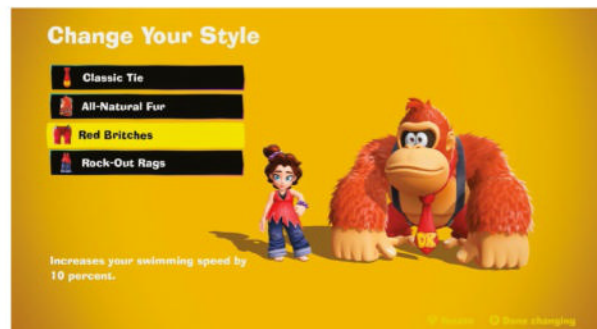 Change Your Style
Classic Tie
All-Natural Fur
Red Britches
Rock-Out Rags
DK
Increases your swimming speed by
10 percent.
Done changing